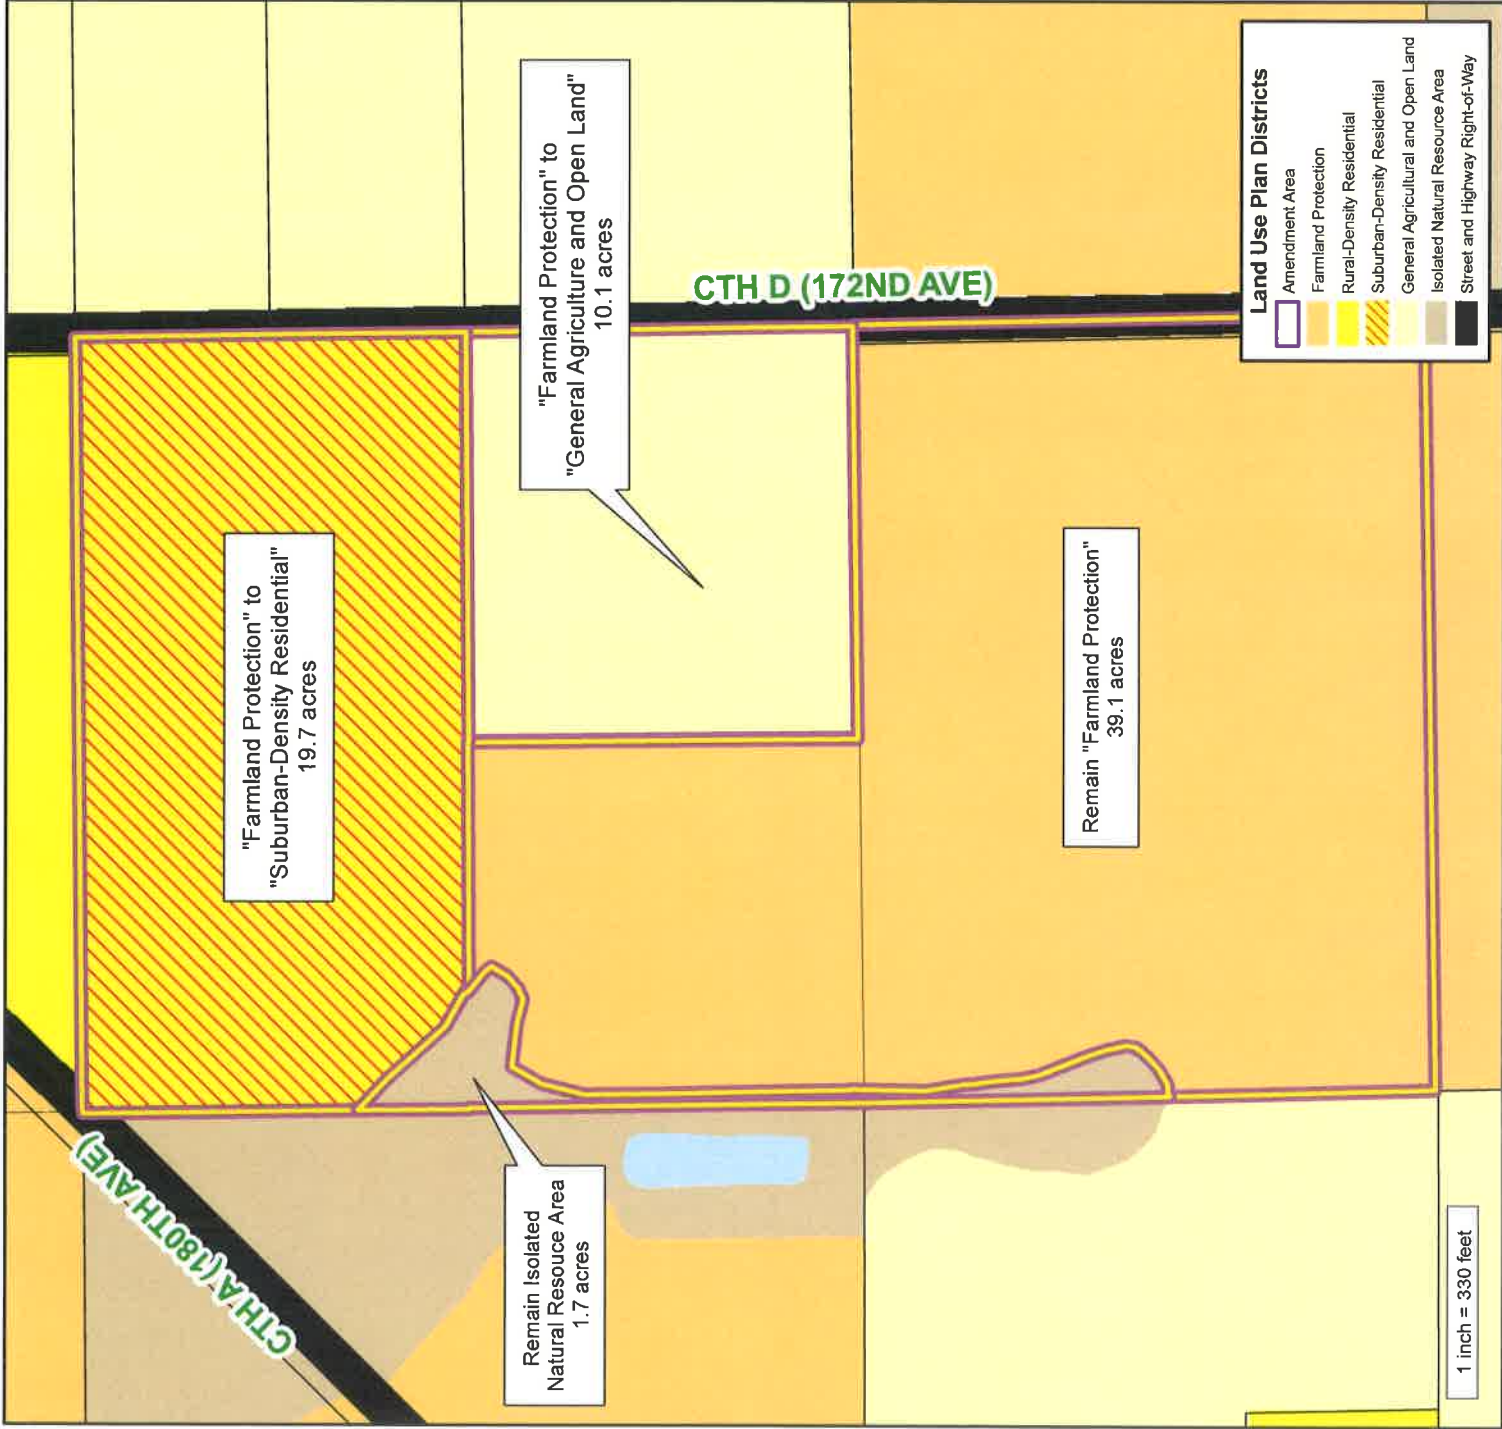 "Farmland Protection" to
"Suburban-Density Residential"
19.7 acres
"Farmland Protection" to
"General Agriculture and Open Land"
10.1 acres
Remain "Farmland Protection"
39.1 acres
Remain Isolated
Natural Resouce Area
1.7 acres
CTH A (180TH AVE)
CTH D (172ND AVE)
Land Use Plan Districts
Amendment Area
Farmland Protection
Rural-Density Residential
Suburban-Density Residential
General Agricultural and Open Land
Isolated Natural Resource Area
Street and Highway Right-of-Way
1 inch = 330 feet